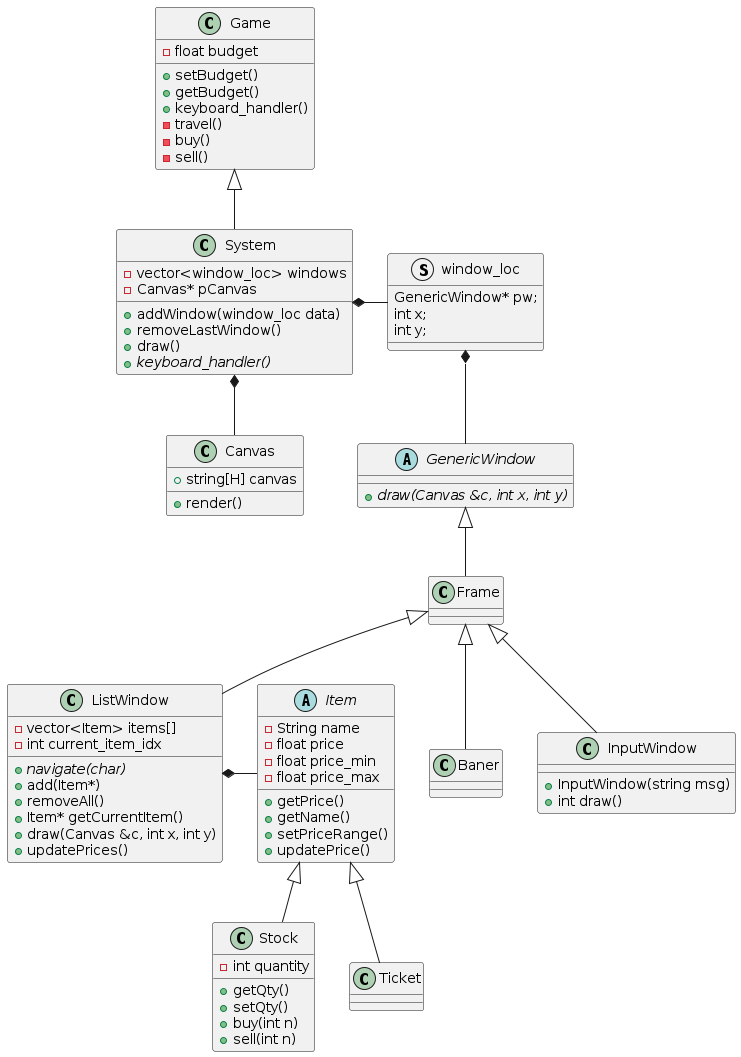 C Game
float budget
setBudget()
getBudget()
keyboard_handler()
travel()
buy()
sell()
C System
vector<window_loc> windows
Canvas* pCanvas
addWindow(window_loc data)
removeLastWindow()
draw()
keyboard_handler()
S window_loc
GenericWindow* pw;
int x;
int y;
C Canvas
string[H] canvas
render()
A GenericWindow
draw(Canvas &c, int x, int y)
C Frame
C ListWindow
vector<Item> items[]
int current_item_idx
navigate(char)
add(Item*)
removeAll()
Item* getCurrentItem()
draw(Canvas &c, int x, int y)
updatePrices()
A Item
String name
float price
float price_min
float price_max
getPrice()
getName()
setPriceRange()
updatePrice()
C Baner
C InputWindow
InputWindow(string msg)
int draw()
C Stock
int quantity
getQty()
setQty()
buy(int n)
sell(int n)
C Ticket